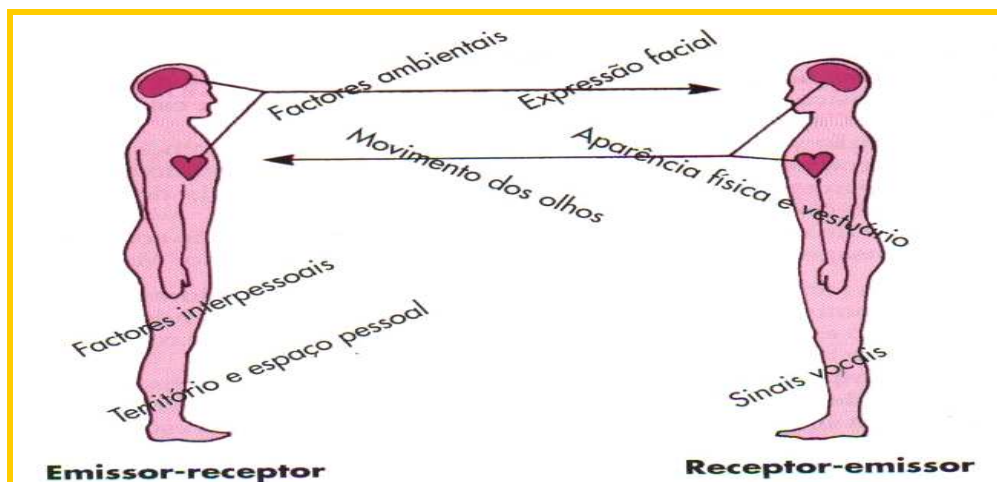 Factores ambientais
Expressão facial
Movimento dos olhos
Aparência física e vestuário
Factores interpessoais
Território e espaço pessoal
Sinais vocais
Emissor-receptor
Receptor-emissor